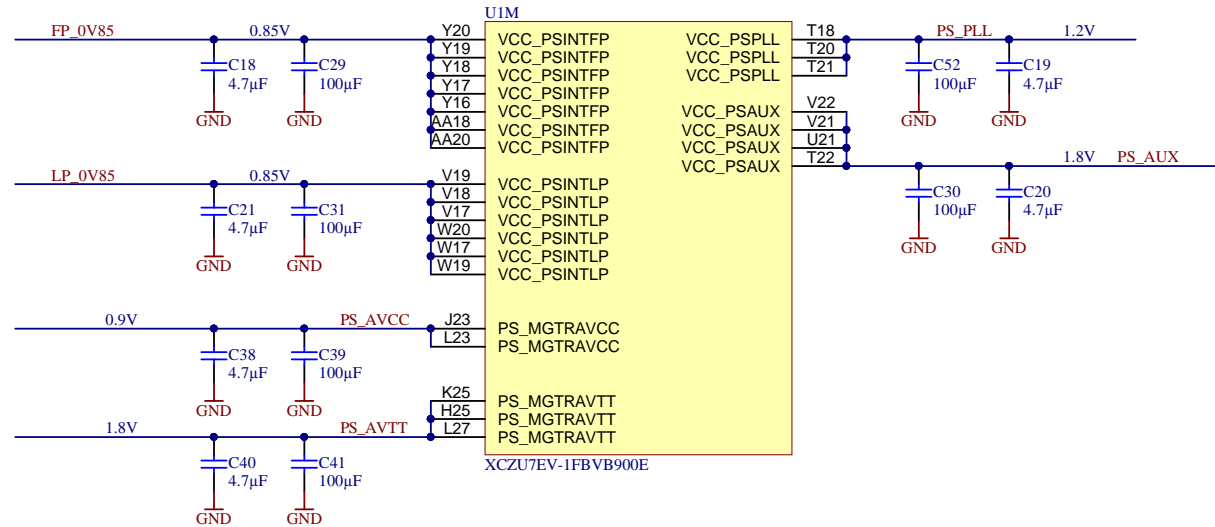 U1M
FP_0V85 0.85V
C18 4.7µF
C29 100µF
GND GND
Y20 VCC_PSINTFP
Y19 VCC_PSINTFP
Y18 VCC_PSINTFP
Y17 VCC_PSINTFP
Y16 VCC_PSINTFP
AA18 VCC_PSINTFP
AA20 VCC_PSINTFP
LP_0V85 0.85V
C21 4.7µF
C31 100µF
GND GND
V19 VCC_PSINTLP
V18 VCC_PSINTLP
V17 VCC_PSINTLP
W20 VCC_PSINTLP
W17 VCC_PSINTLP
W19 VCC_PSINTLP
0.9V PS_AVCC
C38 4.7µF
C39 100µF
GND GND
J23 PS_MGTRAVCC
L23 PS_MGTRAVCC
K25 PS_MGTRAVTT
H25 PS_MGTRAVTT
L27 PS_MGTRAVTT
1.8V PS_AVTT
C40 4.7µF
C41 100µF
GND GND
VCC_PSPLL T18
VCC_PSPLL T20
VCC_PSPLL T21
PS_PLL 1.2V
C52 100µF
C19 4.7µF
GND GND
VCC_PSAUX V22
VCC_PSAUX V21
VCC_PSAUX U21
VCC_PSAUX T22
1.8V PS_AUX
C30 100µF
C20 4.7µF
GND GND
XCZU7EV-1FBVB900E